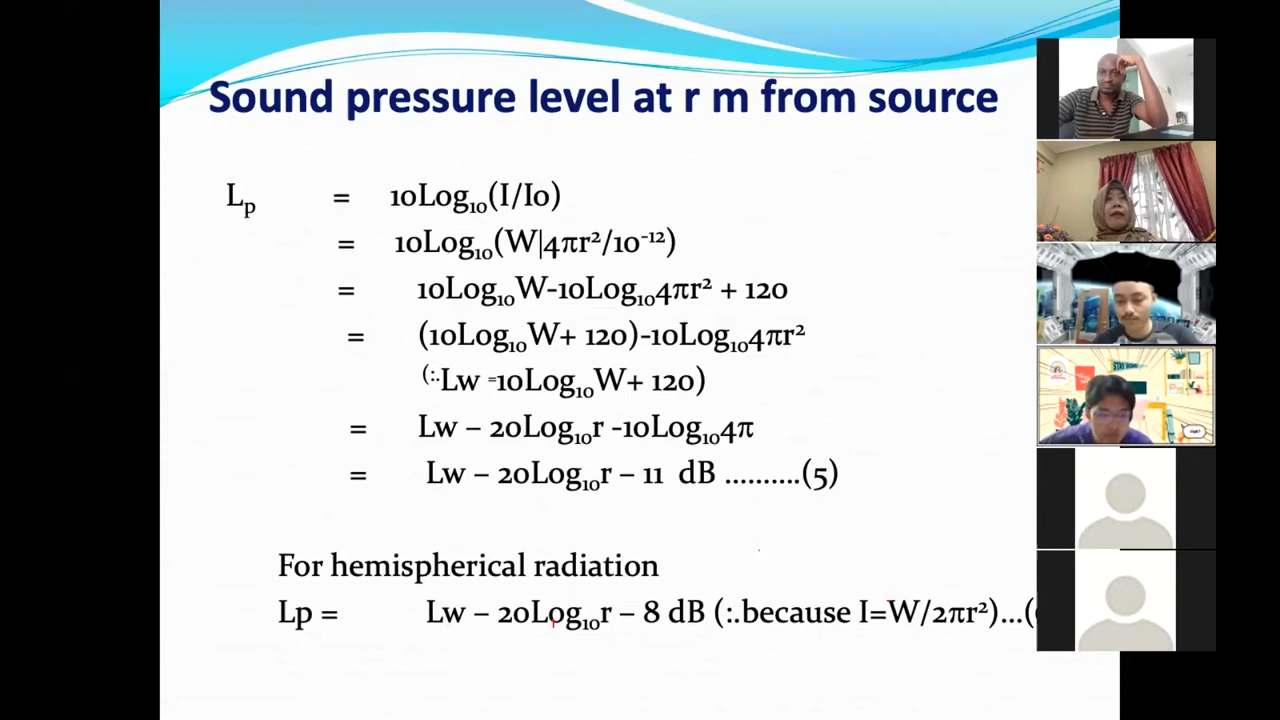 Sound pressure level at r m from source
Lp = 10Log10(I/Io)
= 10Log10(W|4πr²/10⁻¹²)
= 10Log10W-10Log104πr² + 120
= (10Log10W+ 120)-10Log104πr²
(:.Lw =10Log10W+ 120)
= Lw – 20Log10r -10Log104π
= Lw – 20Log10r – 11 dB ..........(5)
For hemispherical radiation
Lp = Lw – 20Log10r – 8 dB (:.because I=W/2πr²)...(